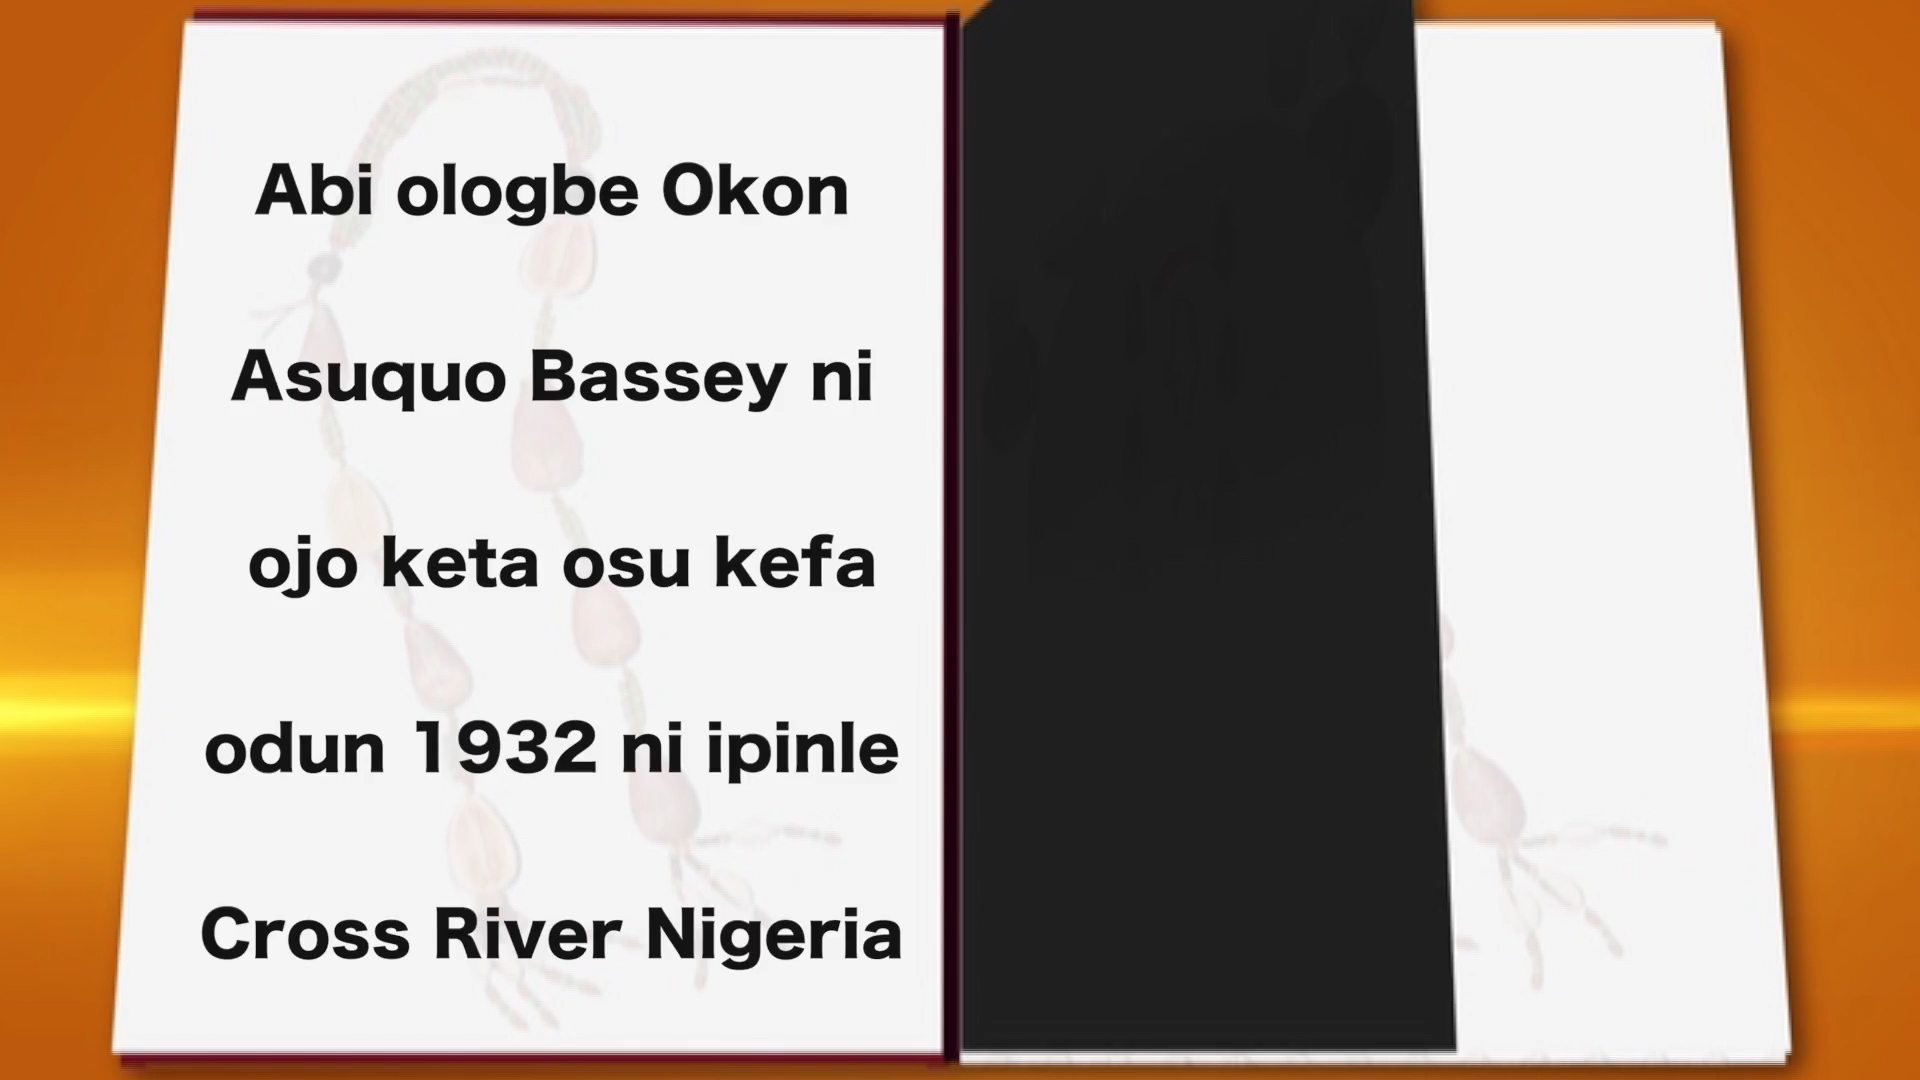 Abi ologbe Okon
Asuquo Bassey ni
ojo keta osu kefa
odun 1932 ni ipinle
Cross River Nigeria